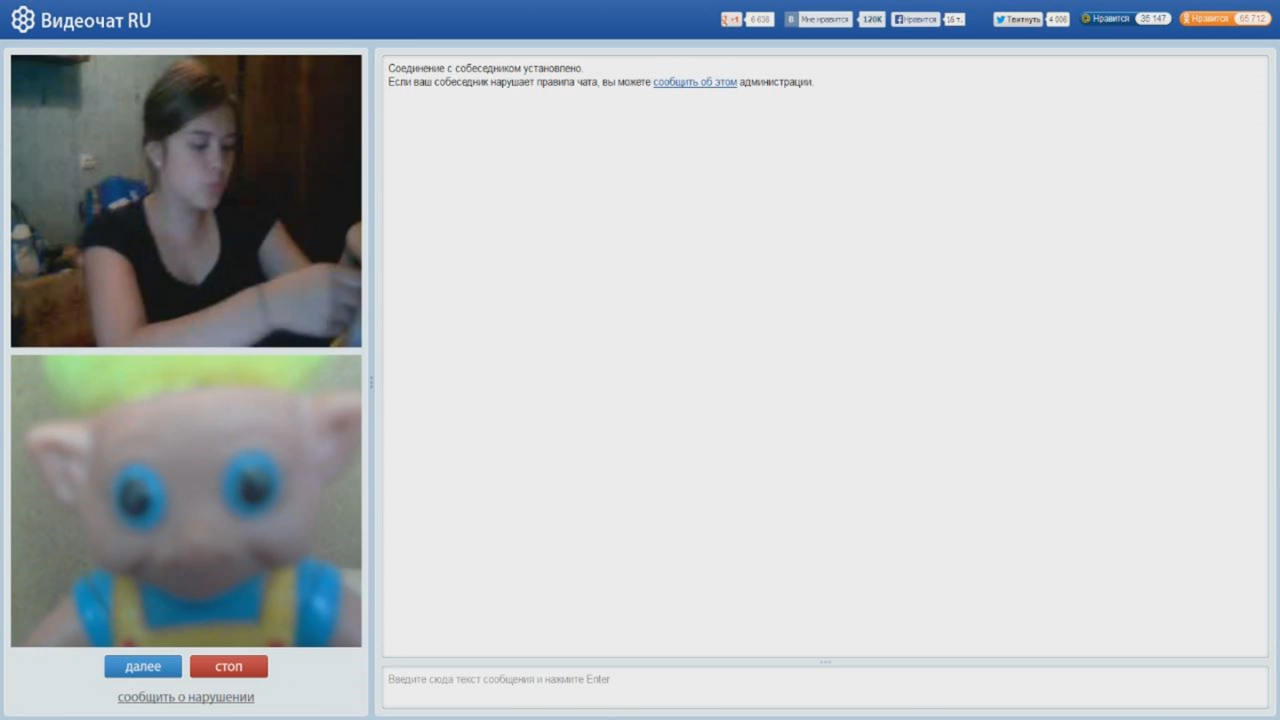 Видеочат RU
+1 6 636 Мне нравится 120K Нравится 16 т. Твитнуть 4 006 Нравится 35 147 Нравится 65 712
Соединение с собеседником установлено.
Если ваш собеседник нарушает правила чата, вы можете сообщить об этом администрации.
далее
стоп
сообщить о нарушении
Введите сюда текст сообщения и нажмите Enter